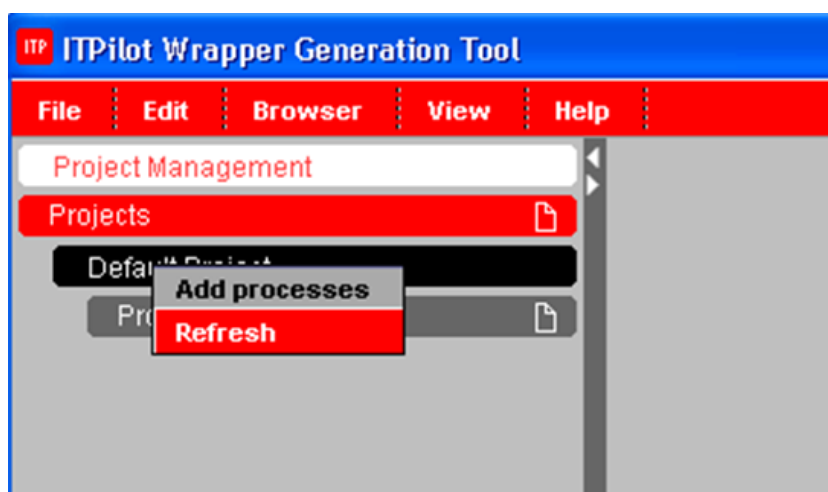 ITP ITPilot Wrapper Generation Tool
File Edit Browser View Help
Project Management
Projects
Add processes
Refresh